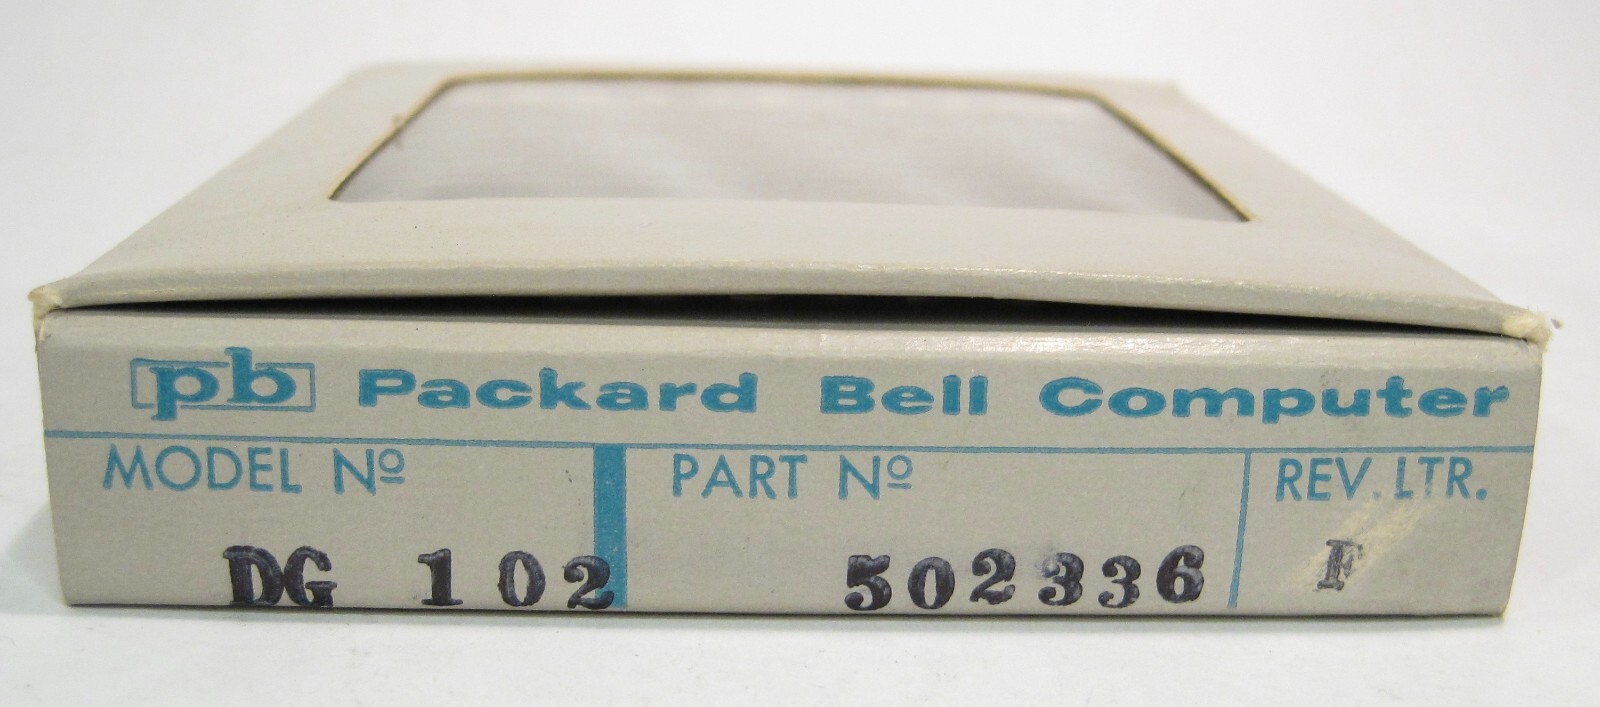 pb Packard Bell Computer
MODEL Nº PART Nº REV. LTR.
DG 102 502336 F